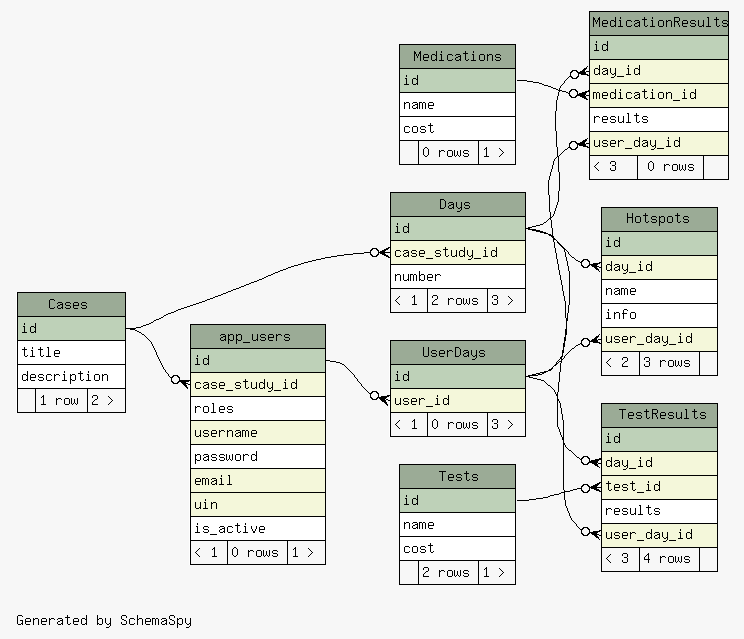 Cases
id
title
description
1 row 2 >
app_users
id
case_study_id
roles
username
password
email
uin
is_active
< 1 0 rows 1 >
Medications
id
name
cost
0 rows 1 >
Days
id
case_study_id
number
< 1 2 rows 3 >
UserDays
id
user_id
< 1 0 rows 3 >
Tests
id
name
cost
2 rows 1 >
MedicationResults
id
day_id
medication_id
results
user_day_id
< 3 0 rows
Hotspots
id
day_id
name
info
user_day_id
< 2 3 rows
TestResults
id
day_id
test_id
results
user_day_id
< 3 4 rows
Generated by SchemaSpy